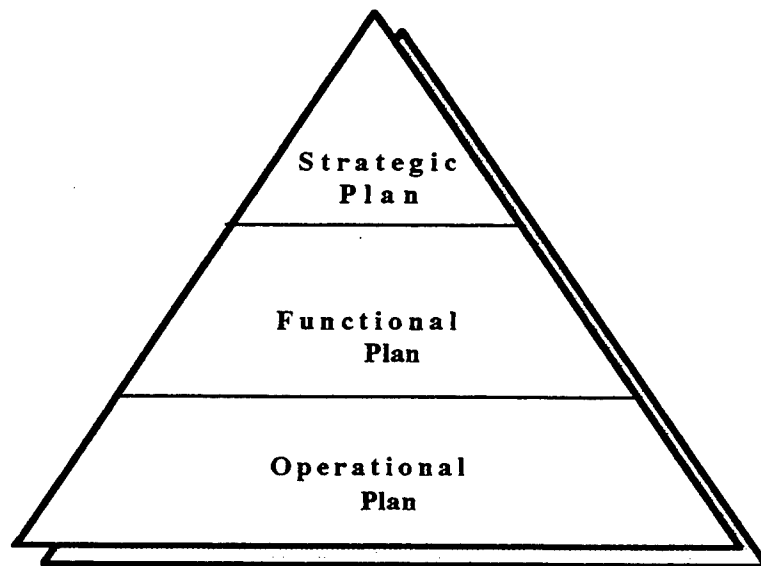 Strategic
Plan
Functional
Plan
Operational
Plan